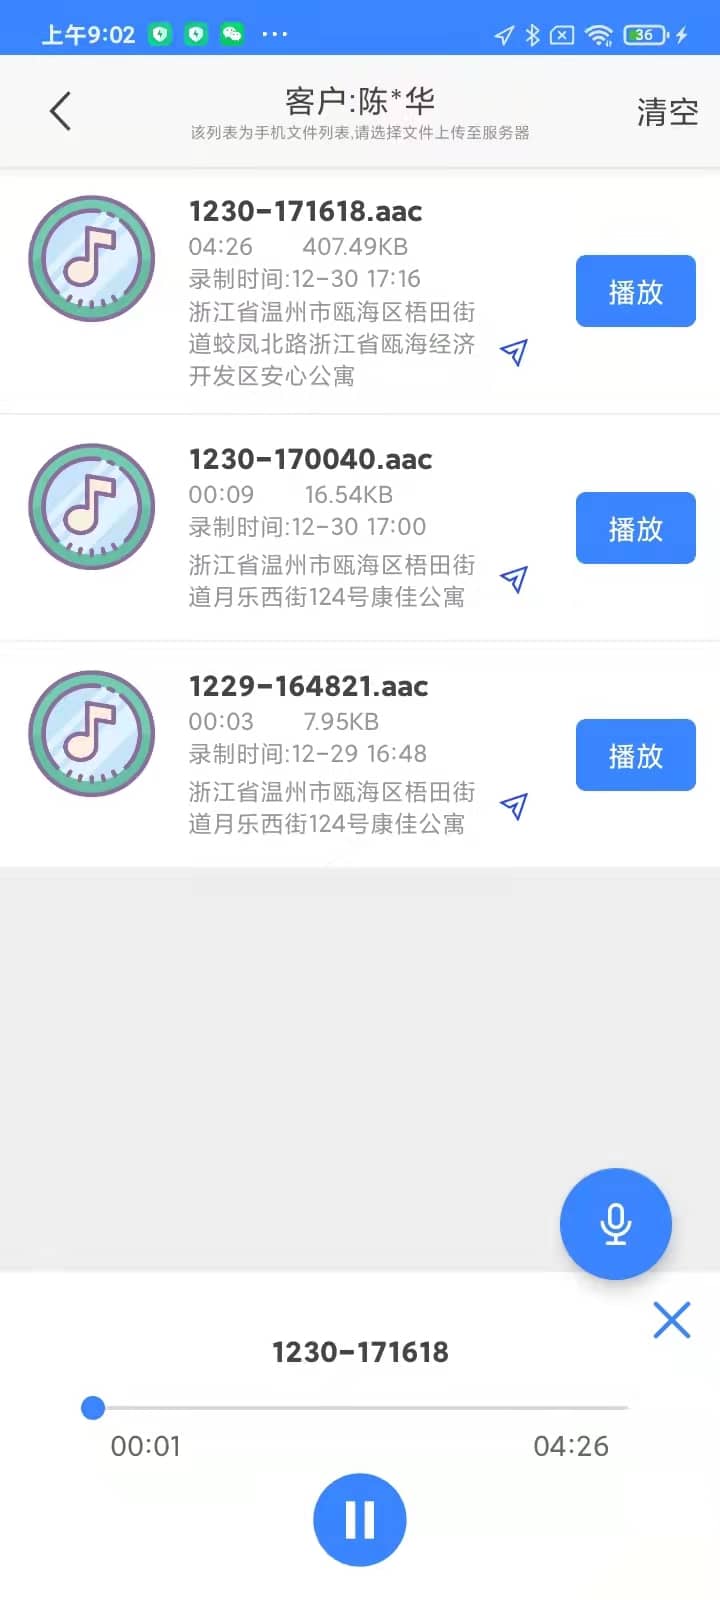 上午9:02
36
客户:陈*华
清空
该列表为手机文件列表,请选择文件上传至服务器
1230-171618.aac
04:26 407.49KB
录制时间:12-30 17:16
浙江省温州市瓯海区梧田街
道蛟凤北路浙江省瓯海经济
开发区安心公寓
播放
1230-170040.aac
00:09 16.54KB
录制时间:12-30 17:00
浙江省温州市瓯海区梧田街
道月乐西街124号康佳公寓
播放
1229-164821.aac
00:03 7.95KB
录制时间:12-29 16:48
浙江省温州市瓯海区梧田街
道月乐西街124号康佳公寓
播放
1230-171618
00:01 04:26